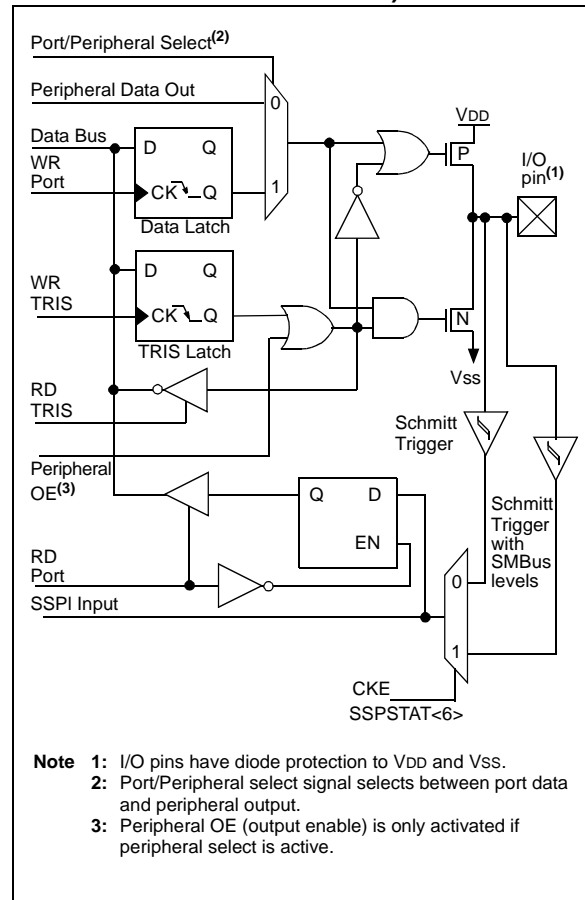 Port/Peripheral Select(2)
Peripheral Data Out
0
Data Bus
D Q
WR
Port
CK Q
1
Data Latch
VDD
P
I/O
pin(1)
D Q
WR
TRIS
CK Q
TRIS Latch
N
Vss
RD
TRIS
Schmitt
Trigger
Peripheral
OE(3)
Q D
EN
Schmitt
Trigger
with
SMBus
levels
RD
Port
0
SSPI Input
1
CKE
SSPSTAT<6>
Note 1: I/O pins have diode protection to VDD and VSS.
2: Port/Peripheral select signal selects between port data
and peripheral output.
3: Peripheral OE (output enable) is only activated if
peripheral select is active.